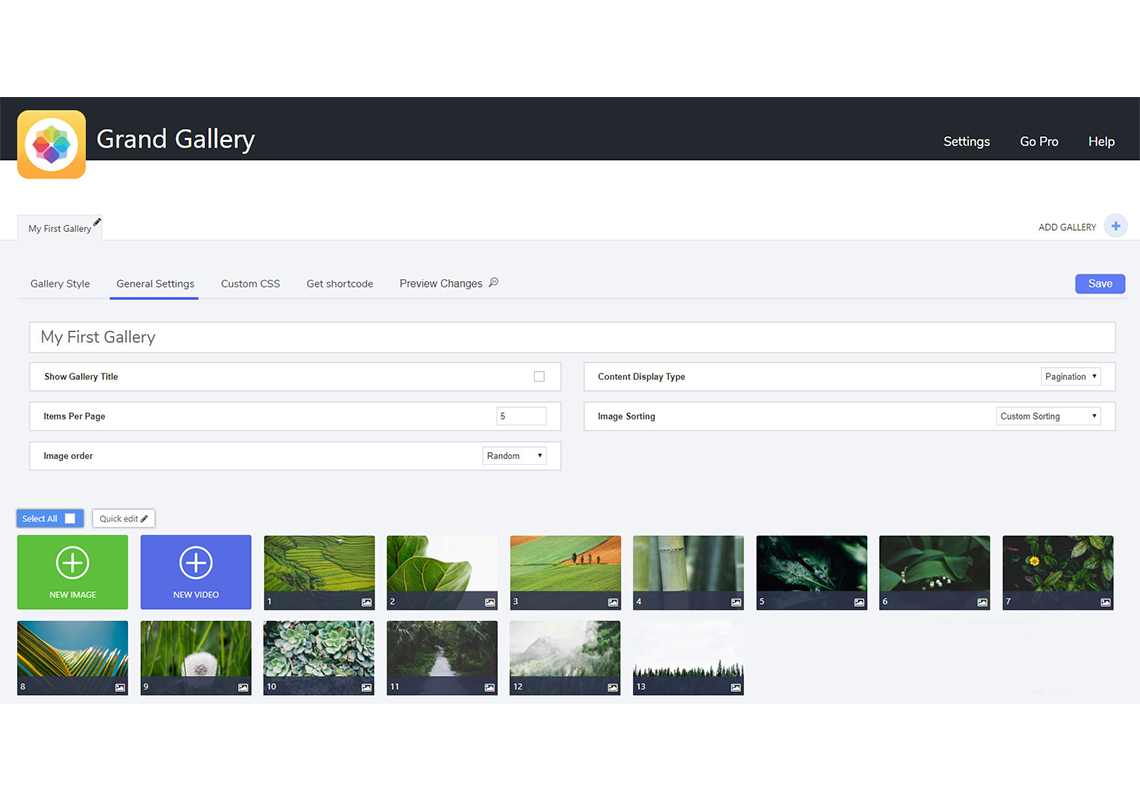 Grand Gallery
Settings Go Pro Help
My First Gallery
ADD GALLERY
Gallery Style General Settings Custom CSS Get shortcode Preview Changes Save
My First Gallery
Show Gallery Title
Content Display Type Pagination
Items Per Page 5
Image Sorting Custom Sorting
Image order Random
Select All Quick edit
NEW IMAGE NEW VIDEO
1 2 3 4 5 6 7
8 9 10 11 12 13